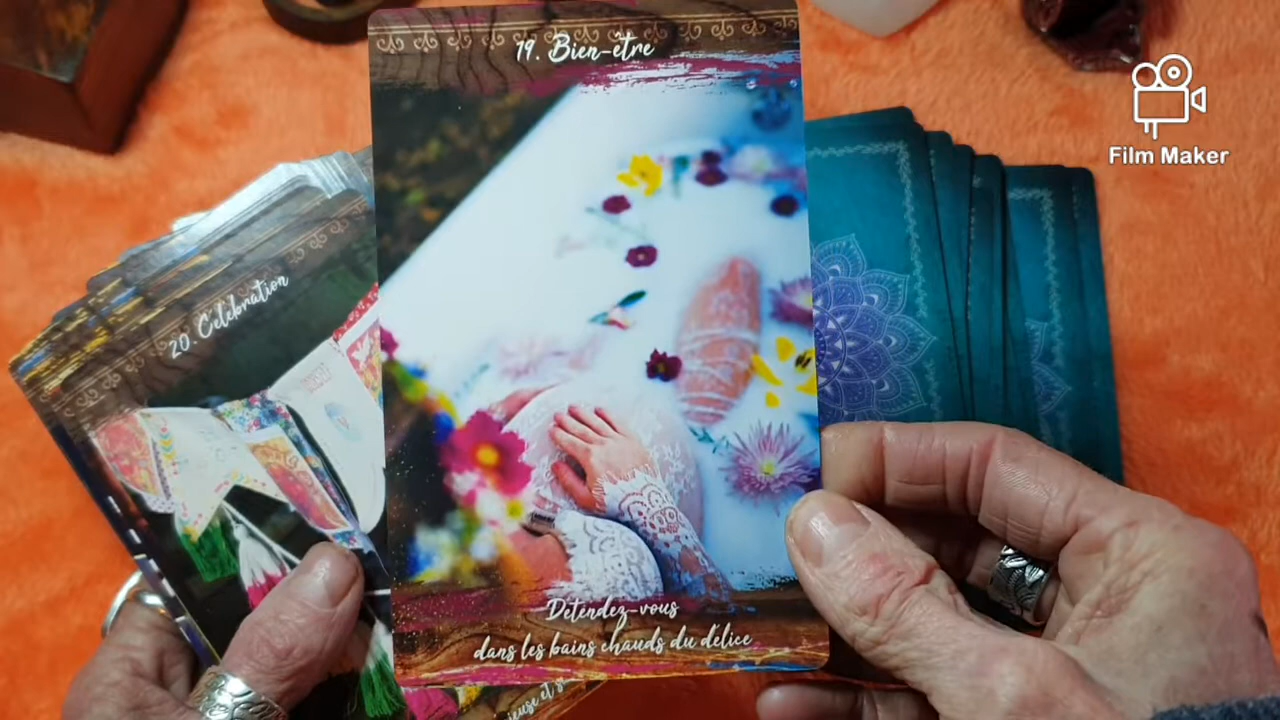 19. Bien-être
Film Maker
20. Célébration
Détendez-vous
dans les bains chauds du délice